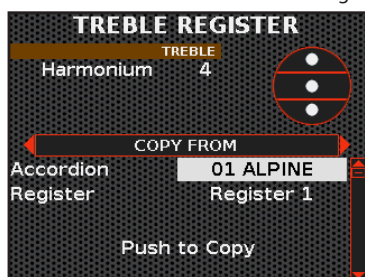 TREBLE REGISTER
TREBLE
Harmonium 4
COPY FROM
Accordion 01 ALPINE
Register Register 1
Push to Copy